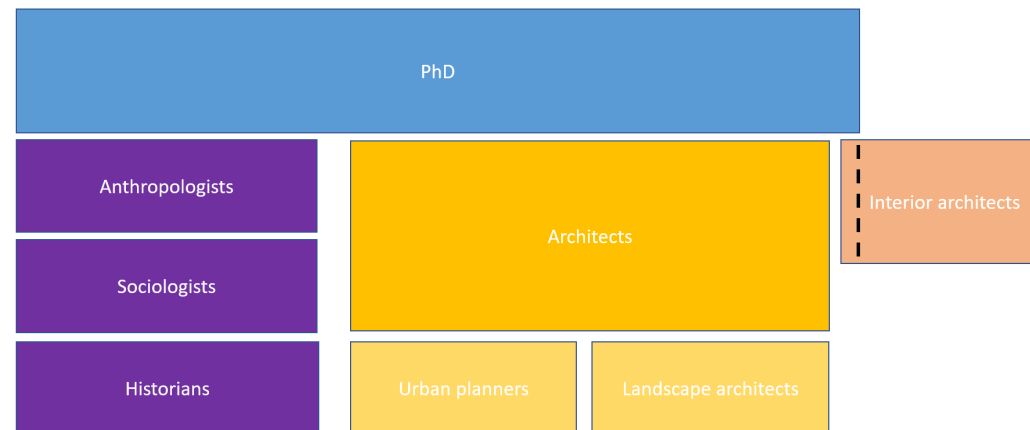 PhD
Anthropologists
Architects
Interior architects
Sociologists
Historians
Urban planners
Landscape architects